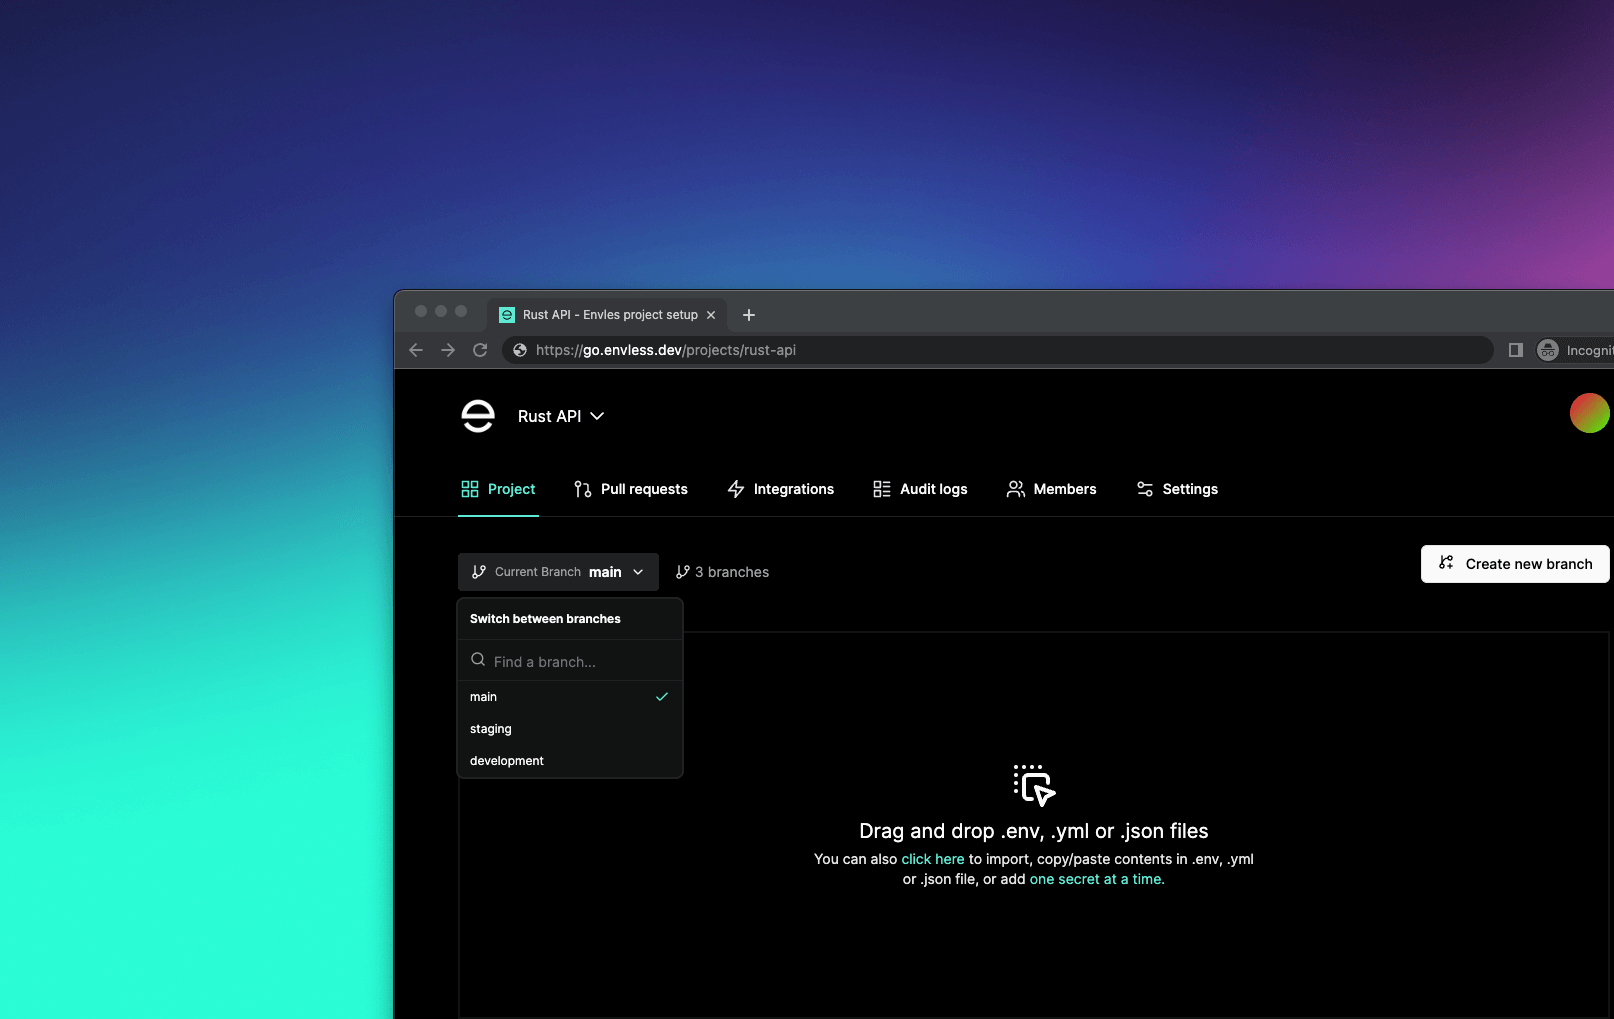 Rust API - Envles project setup
https://go.envless.dev/projects/rust-api
Incognit
Rust API
Project Pull requests Integrations Audit logs Members Settings
Current Branch main 3 branches
Create new branch
Switch between branches
Find a branch...
main
staging
development
Drag and drop .env, .yml or .json files
You can also click here to import, copy/paste contents in .env, .yml
or .json file, or add one secret at a time.